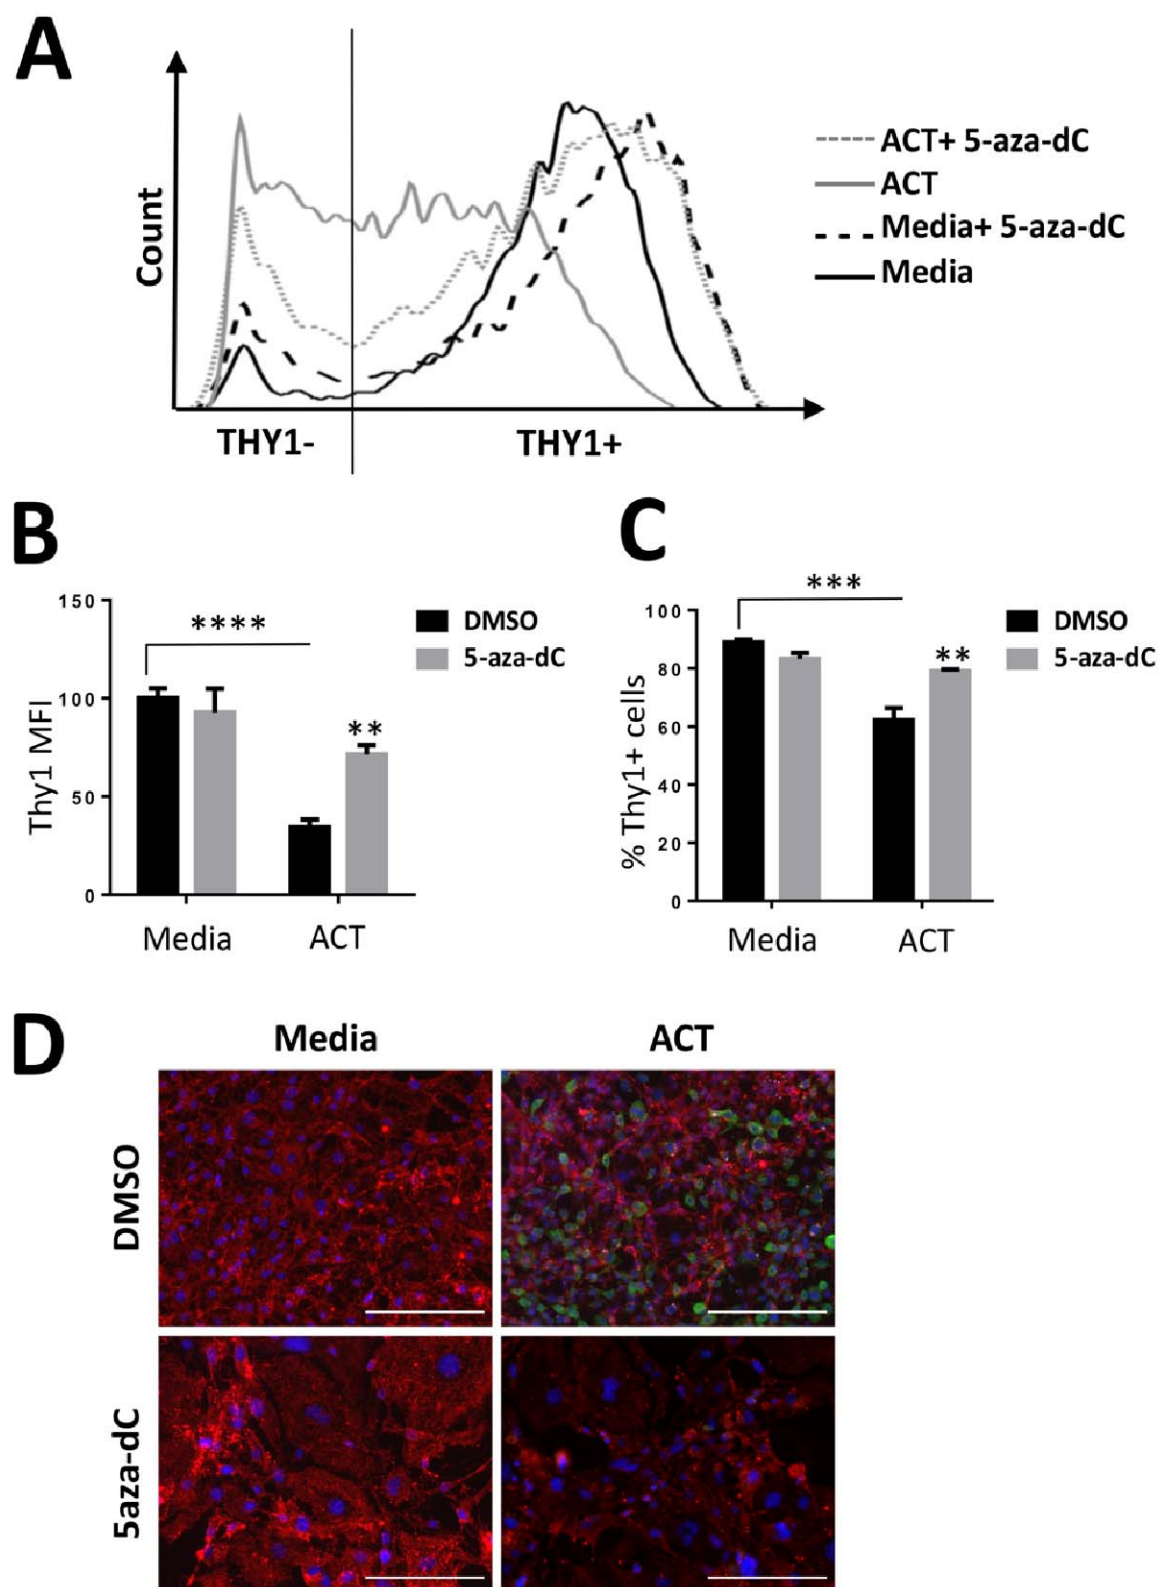 A
Count
ACT+ 5-aza-dC
ACT
Media+ 5-aza-dC
Media
THY1-
THY1+
B
Thy1 MFI
150
100
50
0
****
**
DMSO
5-aza-dC
Media
ACT
C
% Thy1+ cells
100
80
60
40
20
0
***
**
DMSO
5-aza-dC
Media
ACT
D
Media
ACT
DMSO
5aza-dC